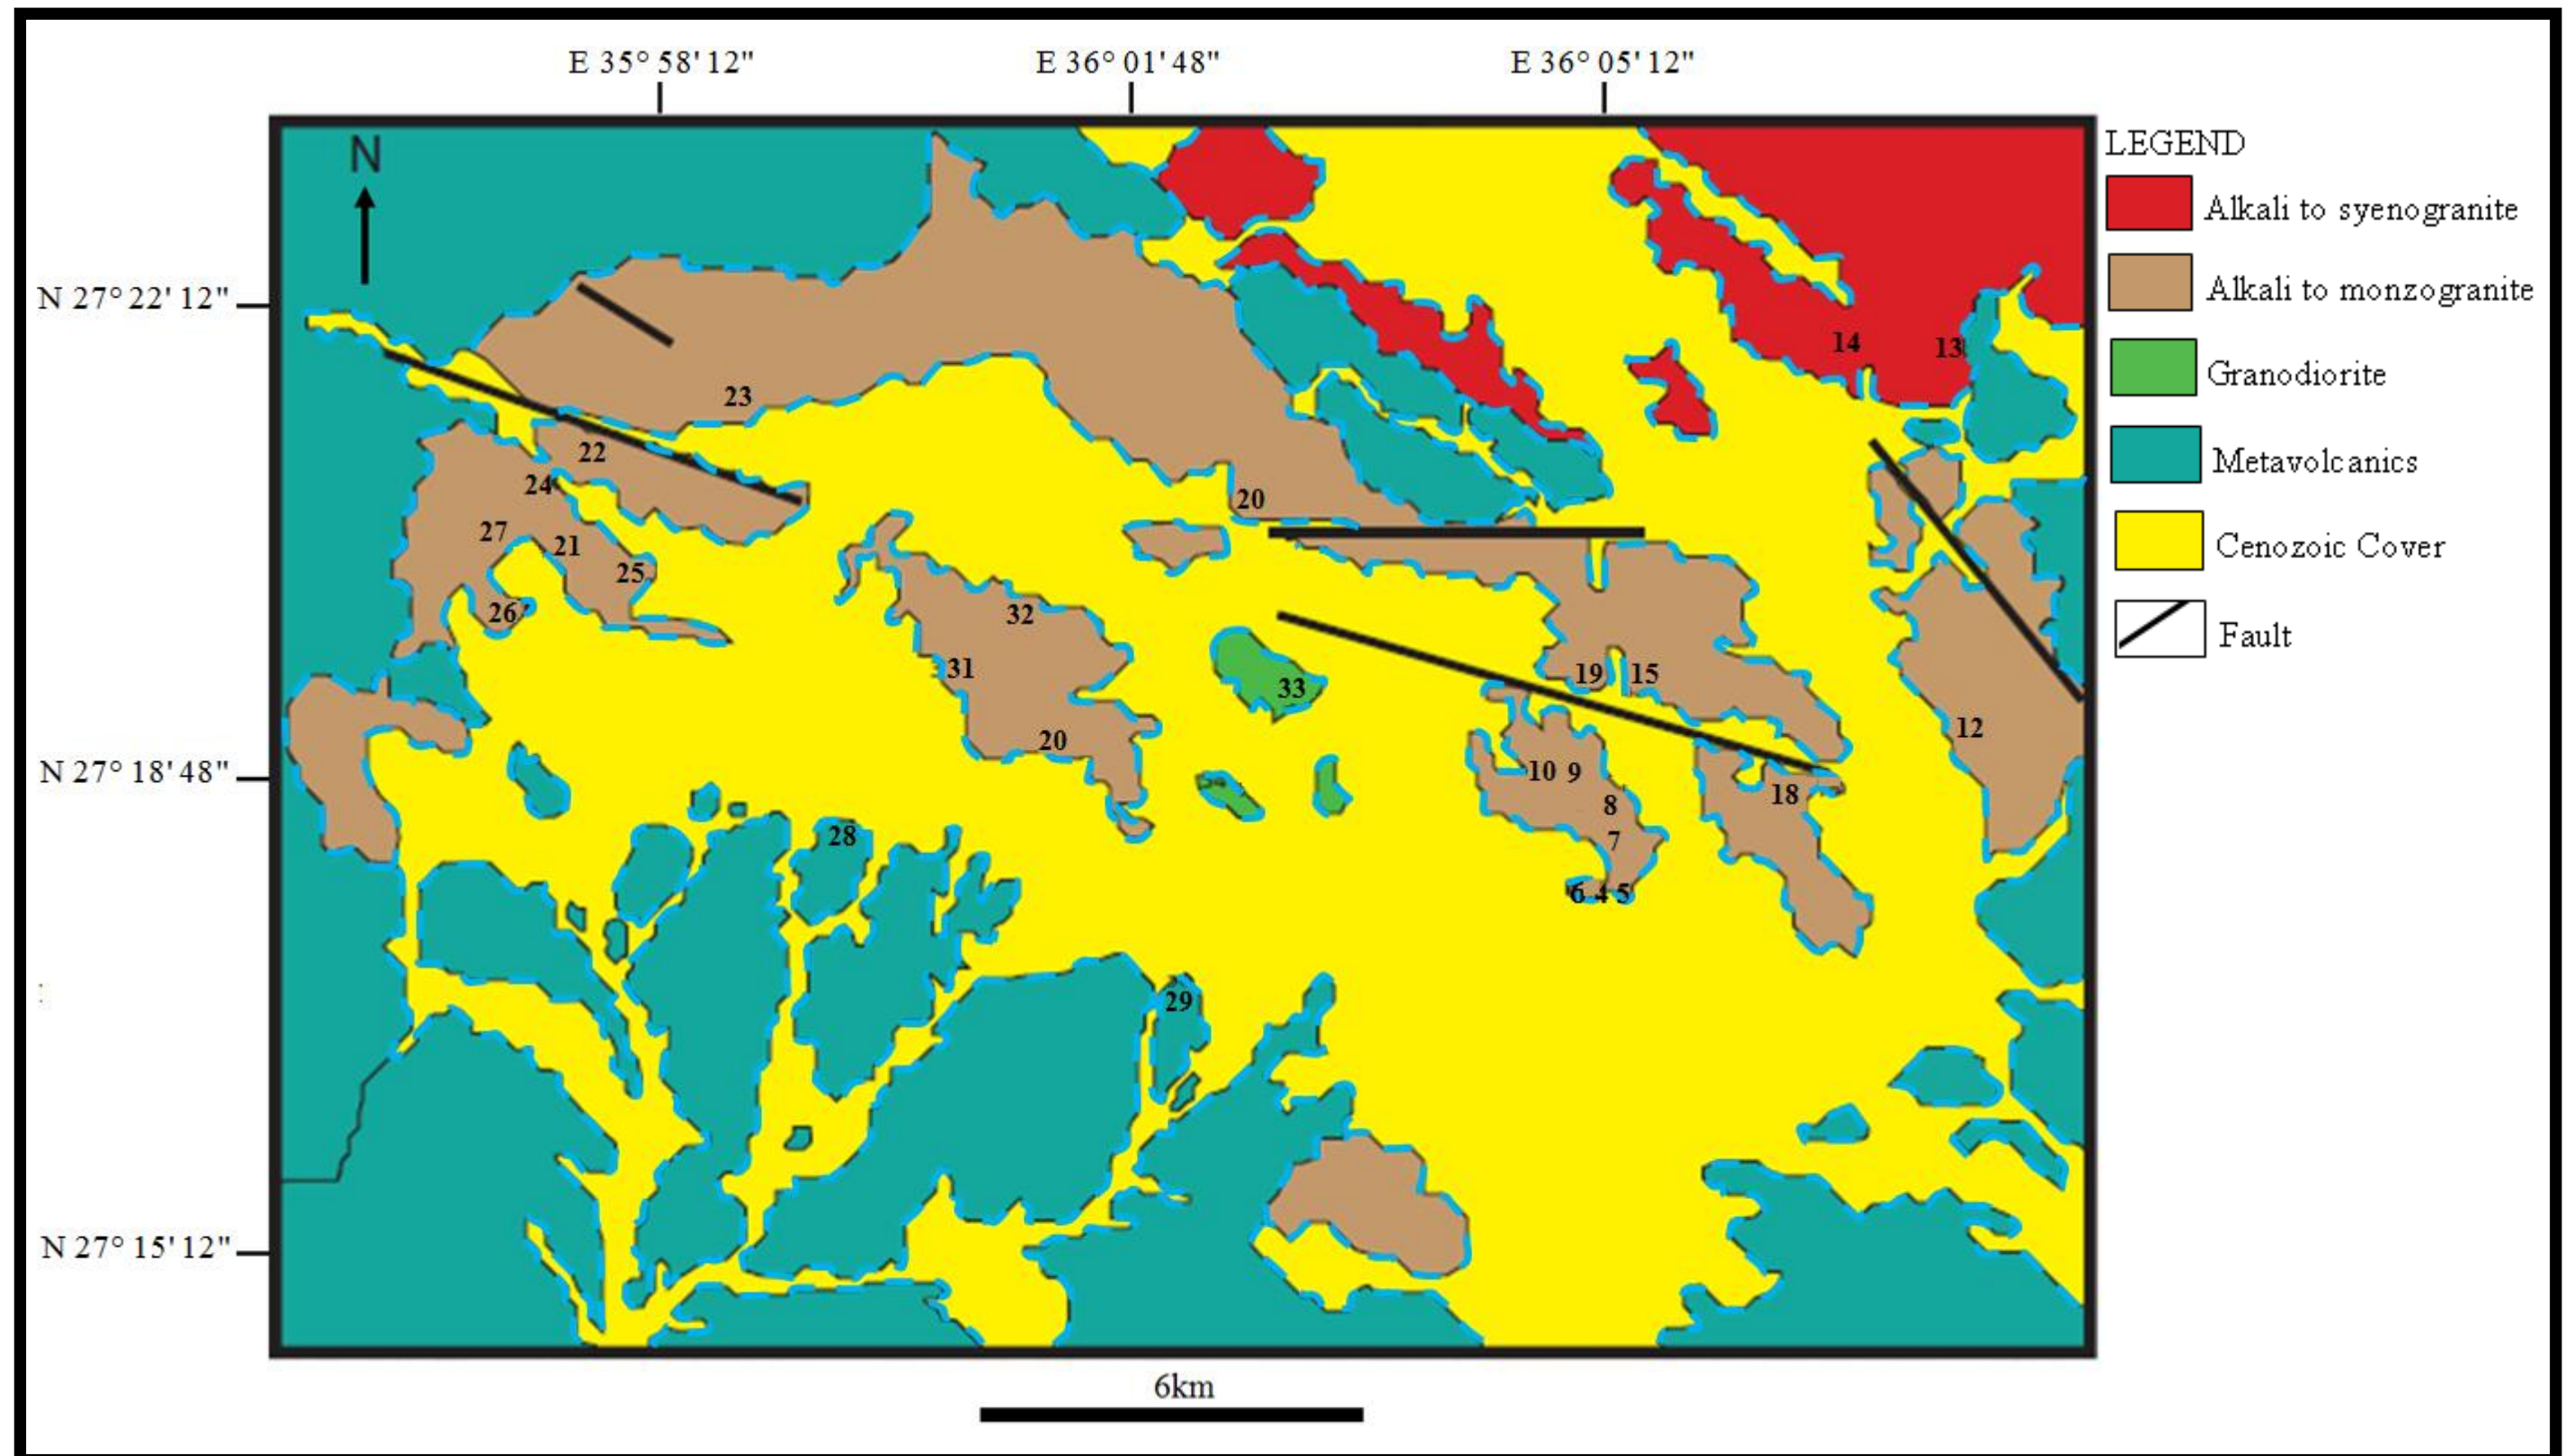 E 35° 58' 12"
E 36° 01' 48"
E 36° 05' 12"
N
LEGEND
Alkali to syenogranite
Alkali to monzogranite
Granodiorite
Metavolcanics
Cenozoic Cover
Fault
N 27° 22' 12"
N 27° 18' 48"
N 27° 15' 12"
14
13
23
22
24
20
27
21
25
26
32
31
33
19
15
20
12
10 9
18
8
7
28
6 4 5
29
6km